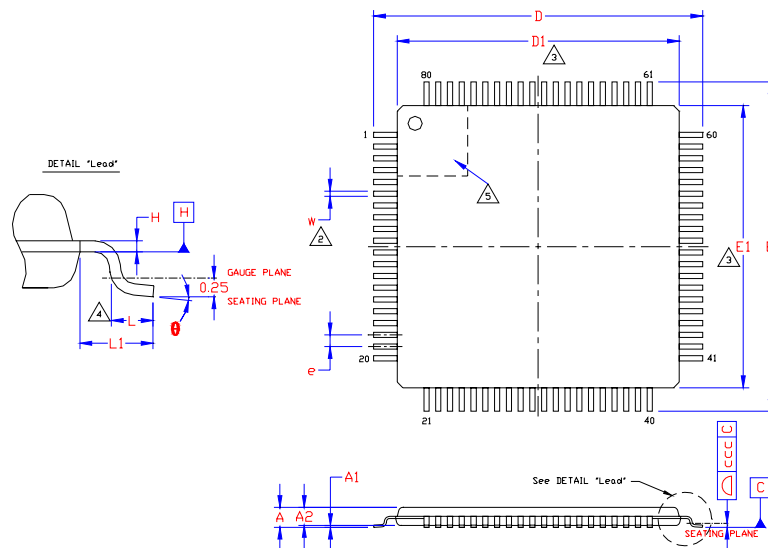 D
D1
3
80
61
1
60
DETAIL "Lead"
5
H
H
w
2
E1
3
E
GAUGE PLANE
0.25
SEATING PLANE
4
L
θ
L1
20
41
e
21
40
A1
See DETAIL "Lead"
A
A2
C
SEATING PLANE